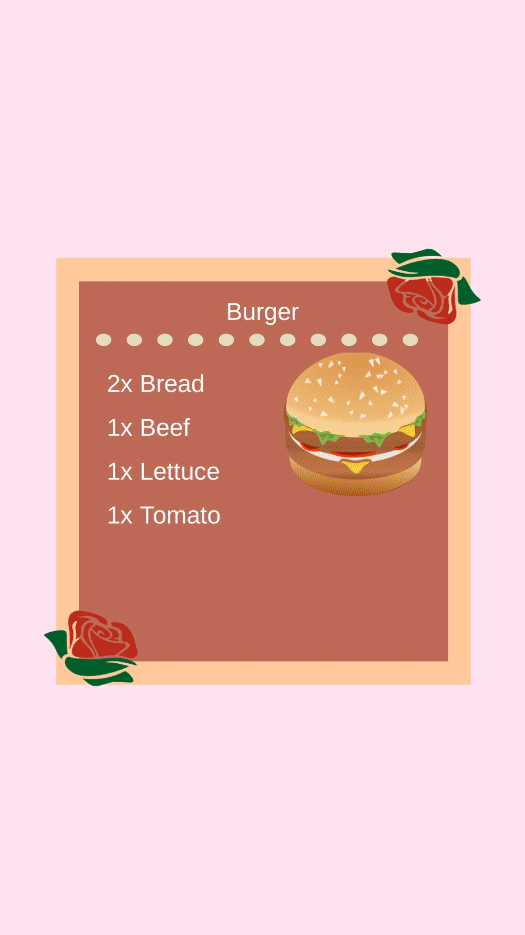 Burger
2x Bread
1x Beef
1x Lettuce
1x Tomato